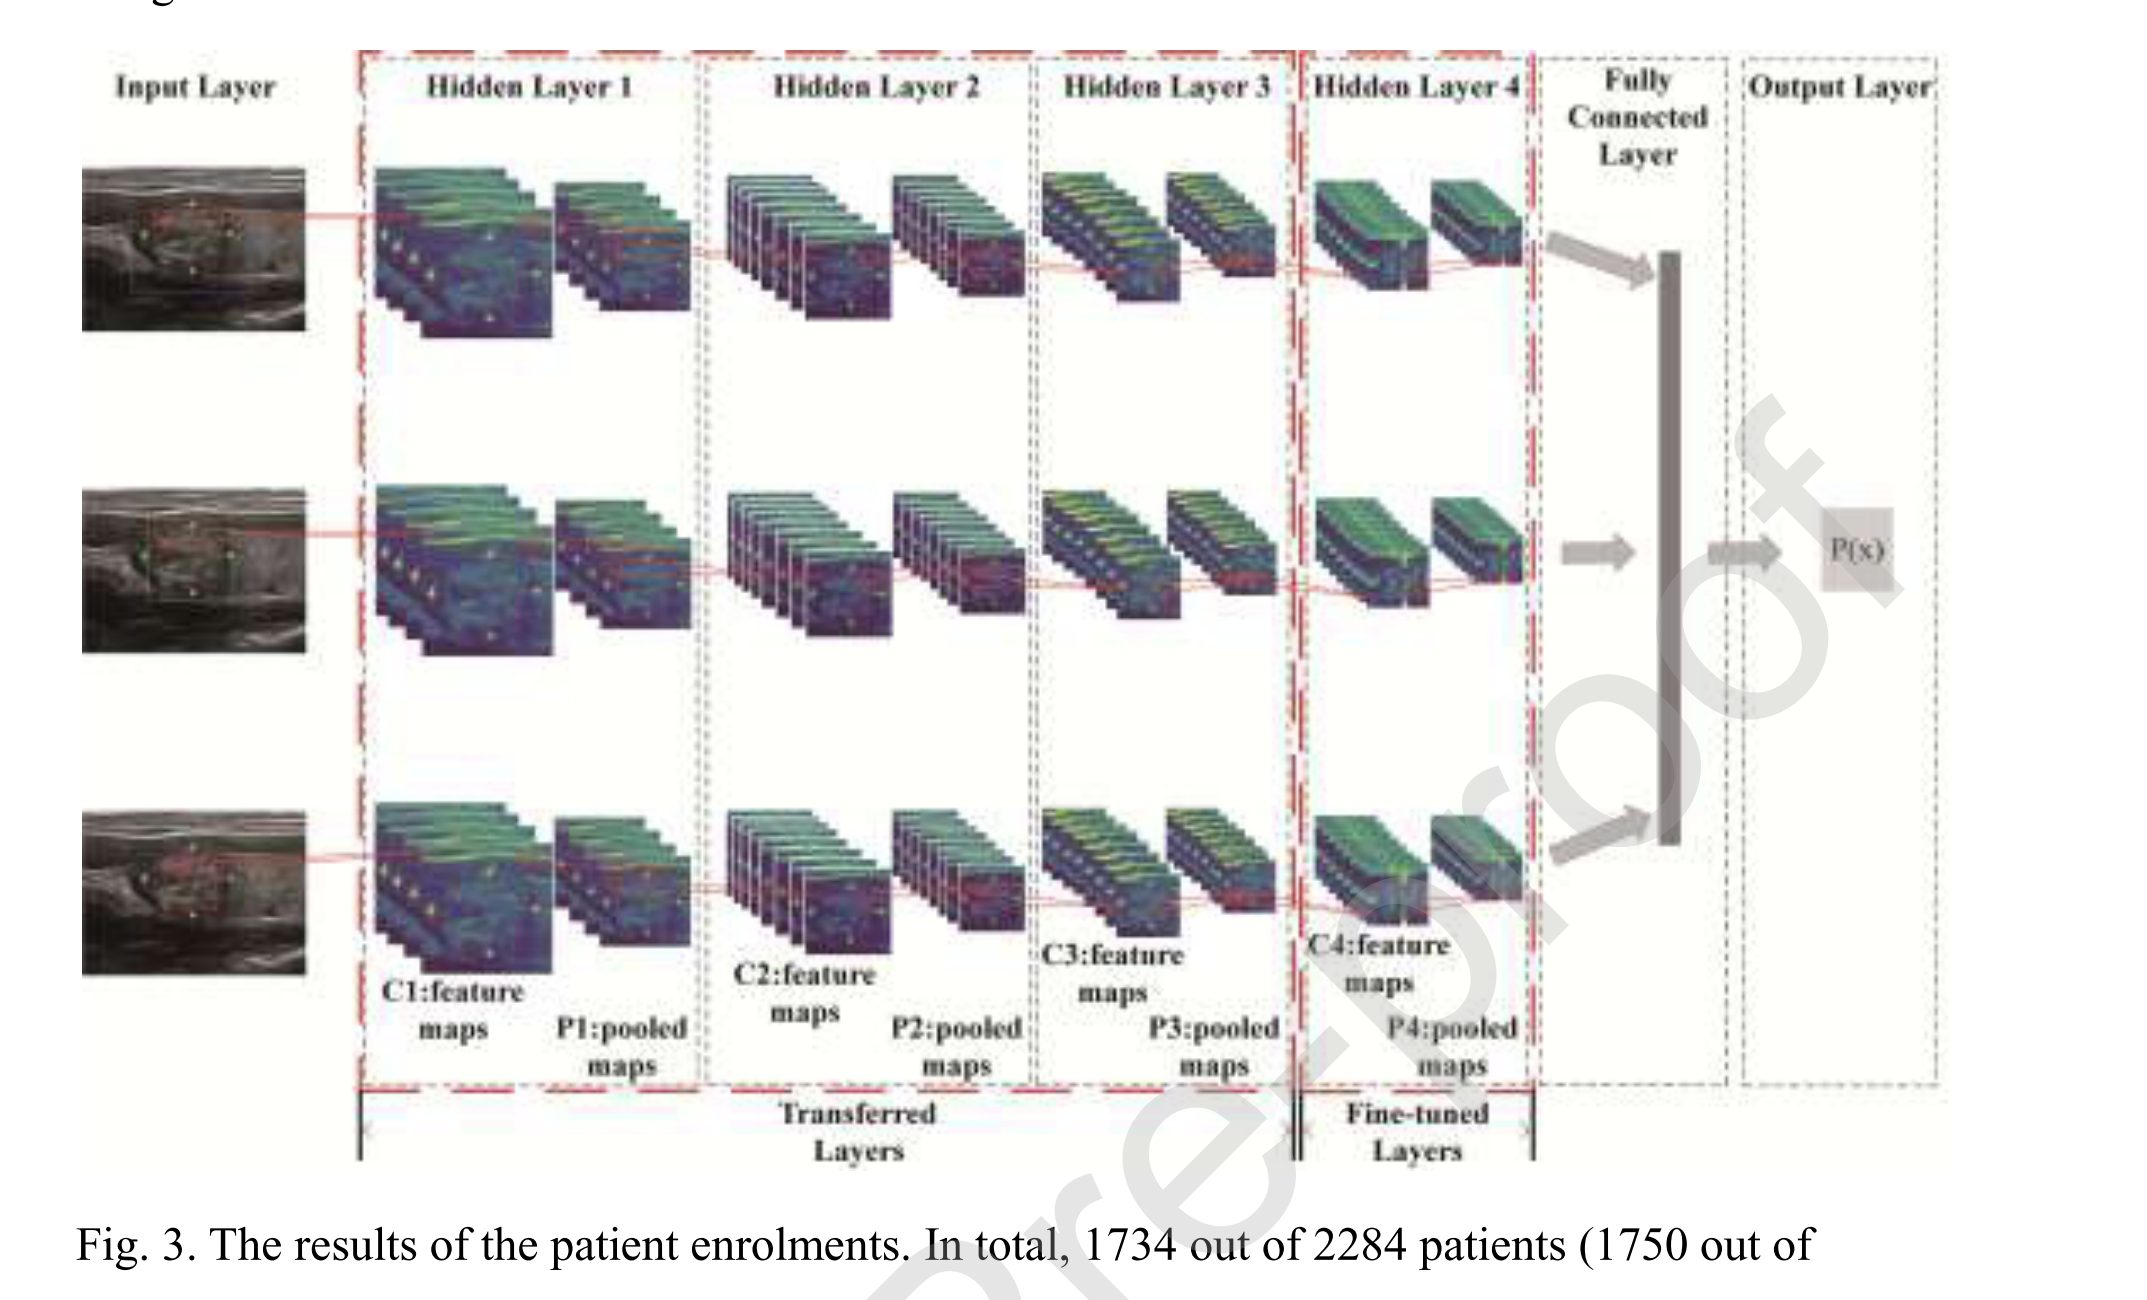 Input Layer
Hidden Layer 1
Hidden Layer 2
Hidden Layer 3
Hidden Layer 4
Fully
Connected
Layer
Output Layer
P(x)
C1:feature
maps
P1:pooled
maps
C2:feature
maps
P2:pooled
maps
C3:feature
maps
P3:pooled
maps
C4:feature
maps
P4:pooled
maps
Transferred
Layers
Fine-tuned
Layers
Fig. 3. The results of the patient enrolments. In total, 1734 out of 2284 patients (1750 out of
Pre-proof